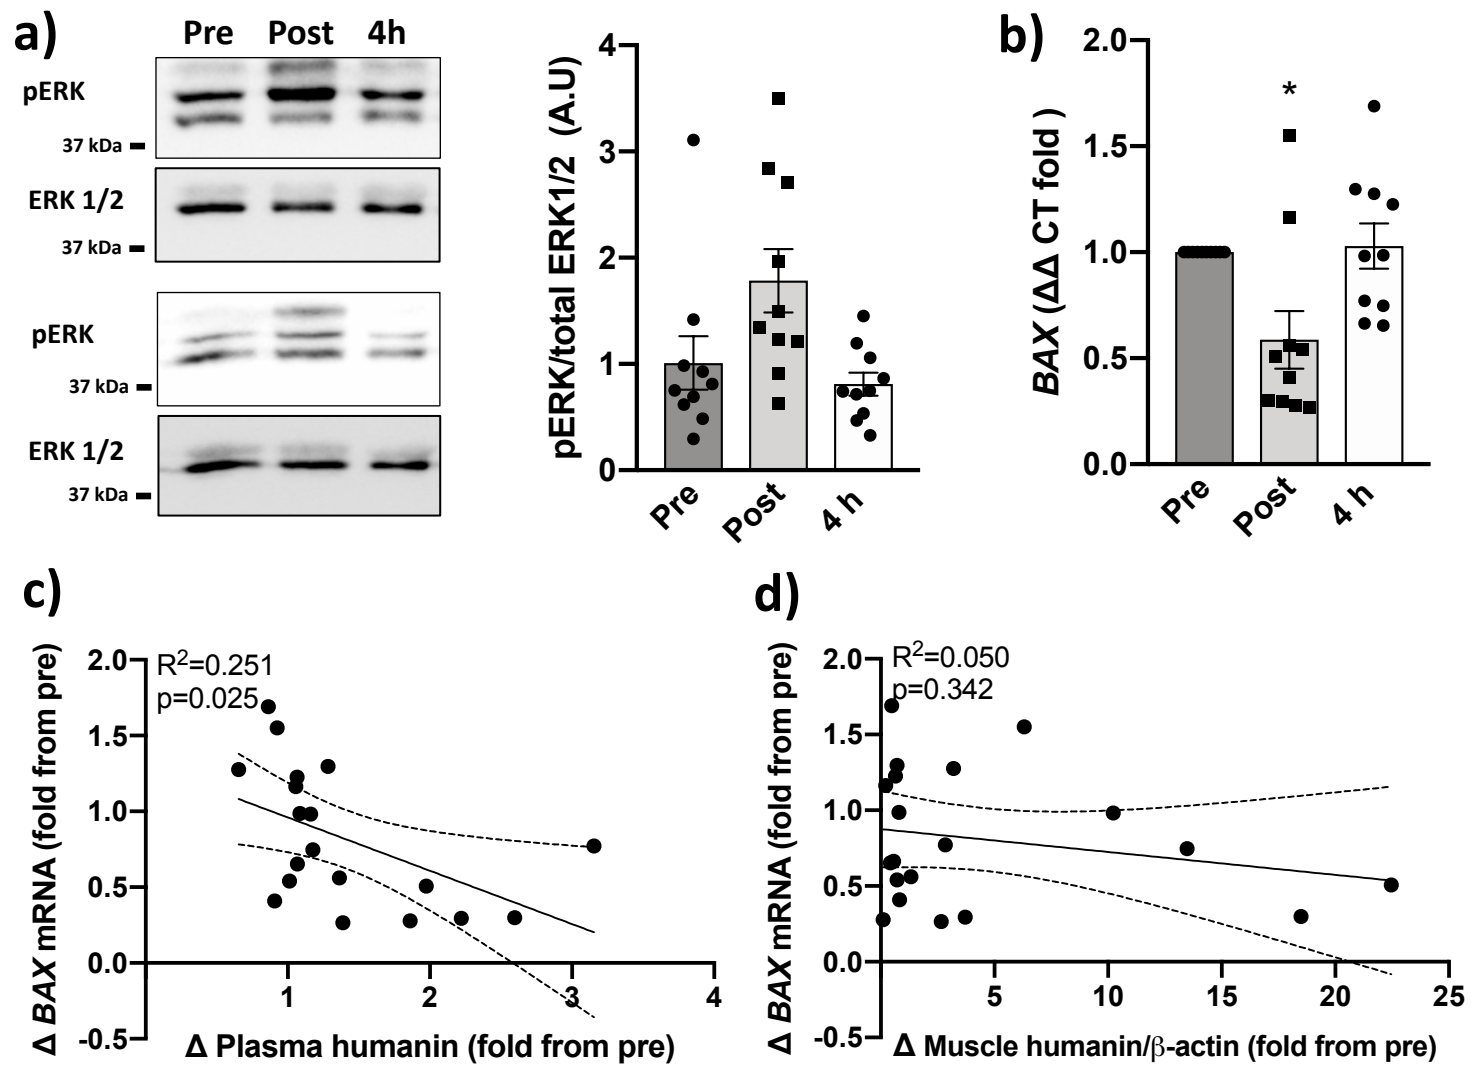 a)
Pre Post 4h
pERK
37 kDa
ERK 1/2
37 kDa
pERK
37 kDa
ERK 1/2
37 kDa
pERK/total ERK1/2 (A.U
4
3
2
1
0
Pre
Post
4 h
b)
BAX (ΔΔ CT fold )
2.0
1.5
1.0
0.5
0.0
*
Pre
Post
4 h
c)
Δ BAX mRNA (fold from pre)
2.0
1.5
1.0
0.5
0.0
-0.5
R²=0.251
p=0.025
1 2 3 4
Δ Plasma humanin (fold from pre)
d)
Δ BAX mRNA (fold from pre)
2.0
1.5
1.0
0.5
0.0
-0.5
R²=0.050
p=0.342
5 10 15 20 25
Δ Muscle humanin/β-actin (fold from pre)